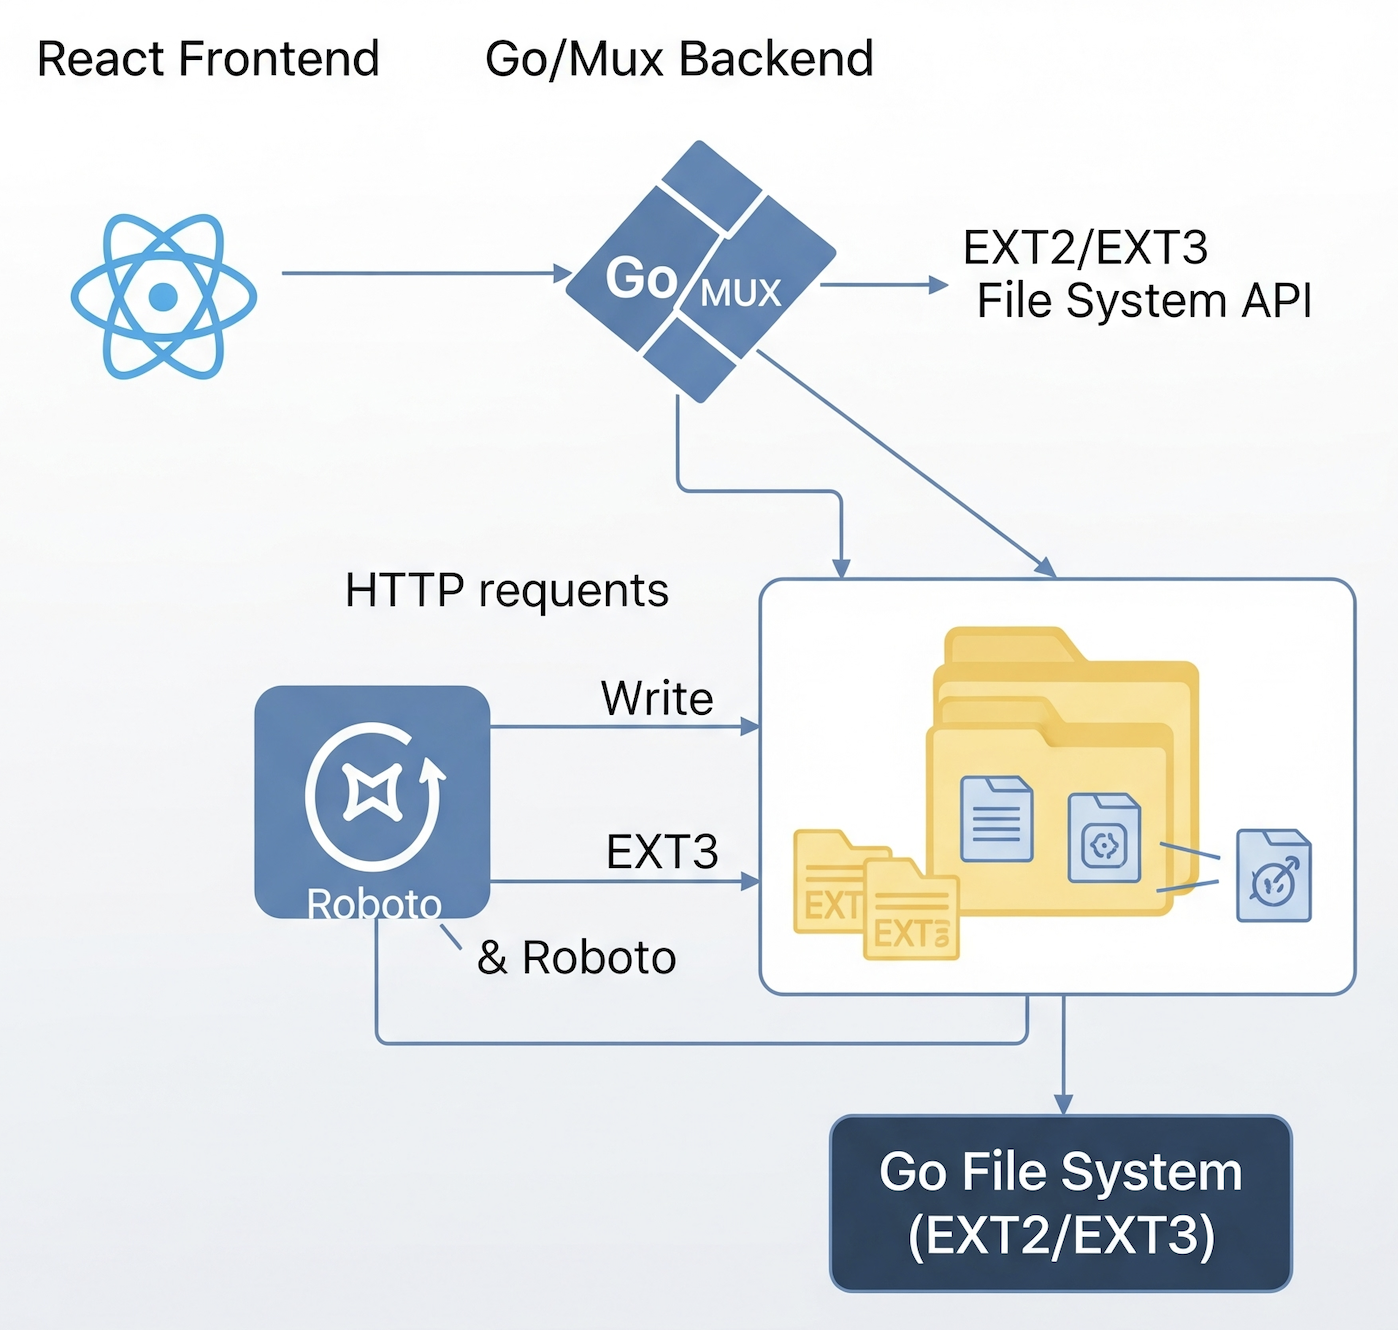 React Frontend
Go/Mux Backend
Go
MUX
EXT2/EXT3
File System API
HTTP requents
Write
EXT3
Roboto
& Roboto
EXT
EXT
Go File System
(EXT2/EXT3)